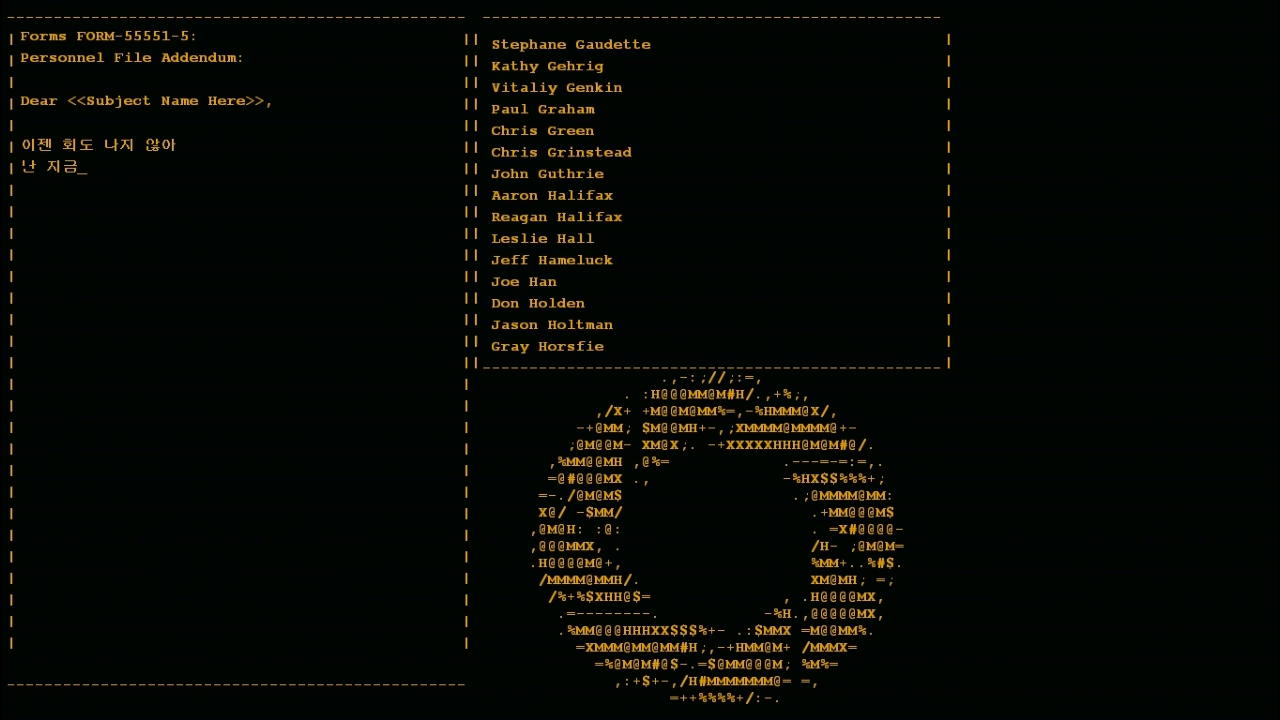 Forms FORM-55551-5:
Personnel File Addendum:
Dear <<Subject Name Here>>,
이젠 회도 나지 않아
난 지금_
Stephane Gaudette
Kathy Gehrig
Vitaliy Genkin
Paul Graham
Chris Green
Chris Grinstead
John Guthrie
Aaron Halifax
Reagan Halifax
Leslie Hall
Jeff Hameluck
Joe Han
Don Holden
Jason Holtman
Gray Horsfie